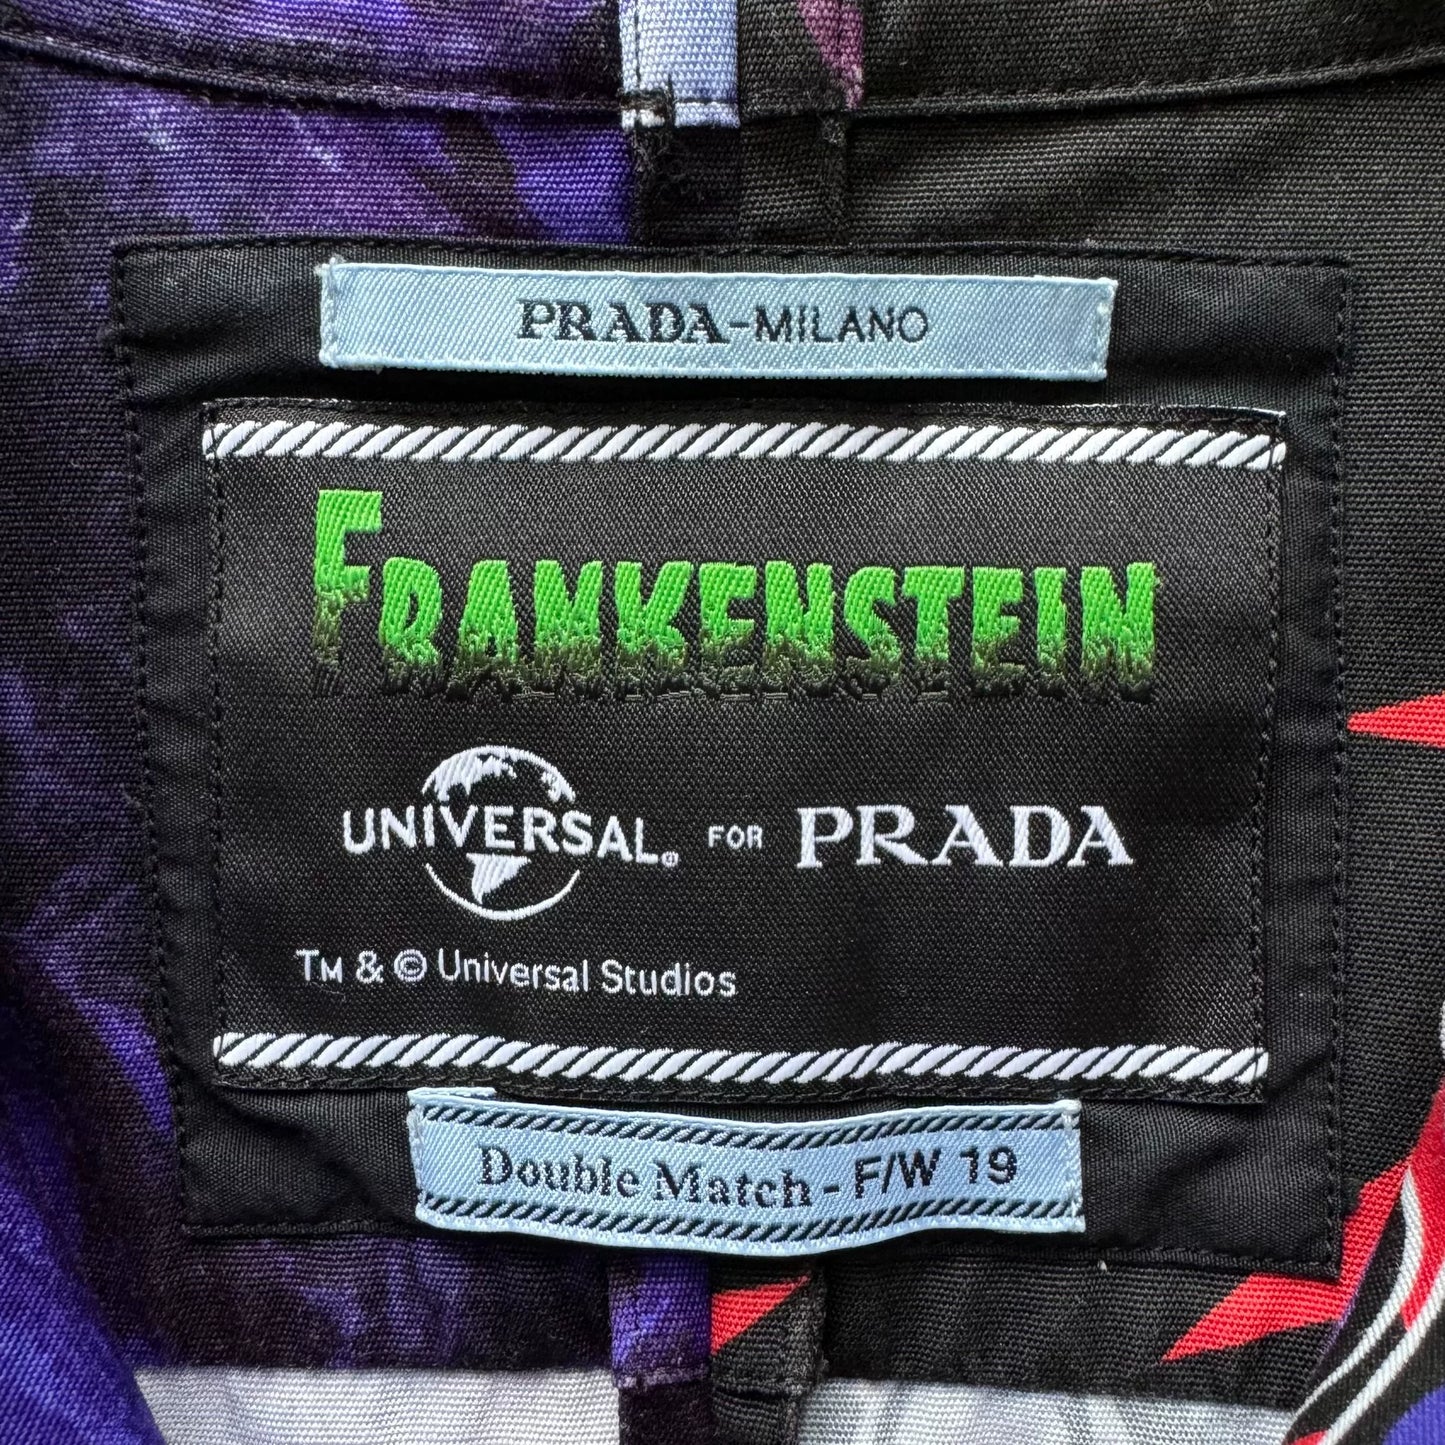 PRADA-MILANO
FRANKENSTEIN
UNIVERSAL® FOR PRADA
TM & © Universal Studios
Double Match - F/W 19